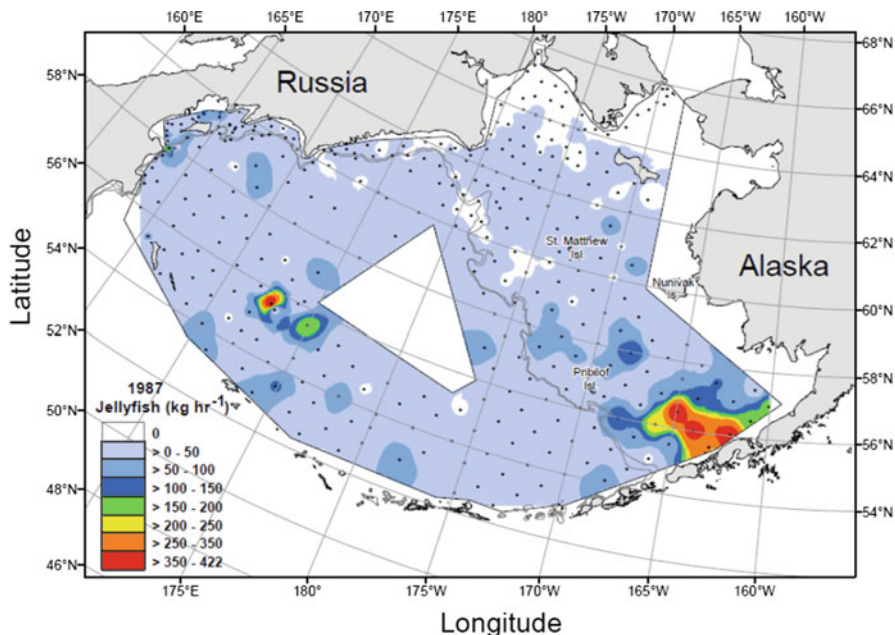 160°E 165°E 170°E 175°E 180° 175°W 170°W 165°W 160°W
58°N
56°N
54°N
52°N
50°N
48°N
46°N
68°N
66°N
64°N
62°N
60°N
58°N
56°N
54°N
Russia
Alaska
St. Matthew
Isl.
Nunivak
Is.
Pribilof
Isl.
Latitude
1987
Jellyfish (kg hr⁻¹)
0
> 0 - 50
> 50 - 100
> 100 - 150
> 150 - 200
> 200 - 250
> 250 - 350
> 350 - 422
175°E 180° 175°W 170°W 165°W 160°W
Longitude